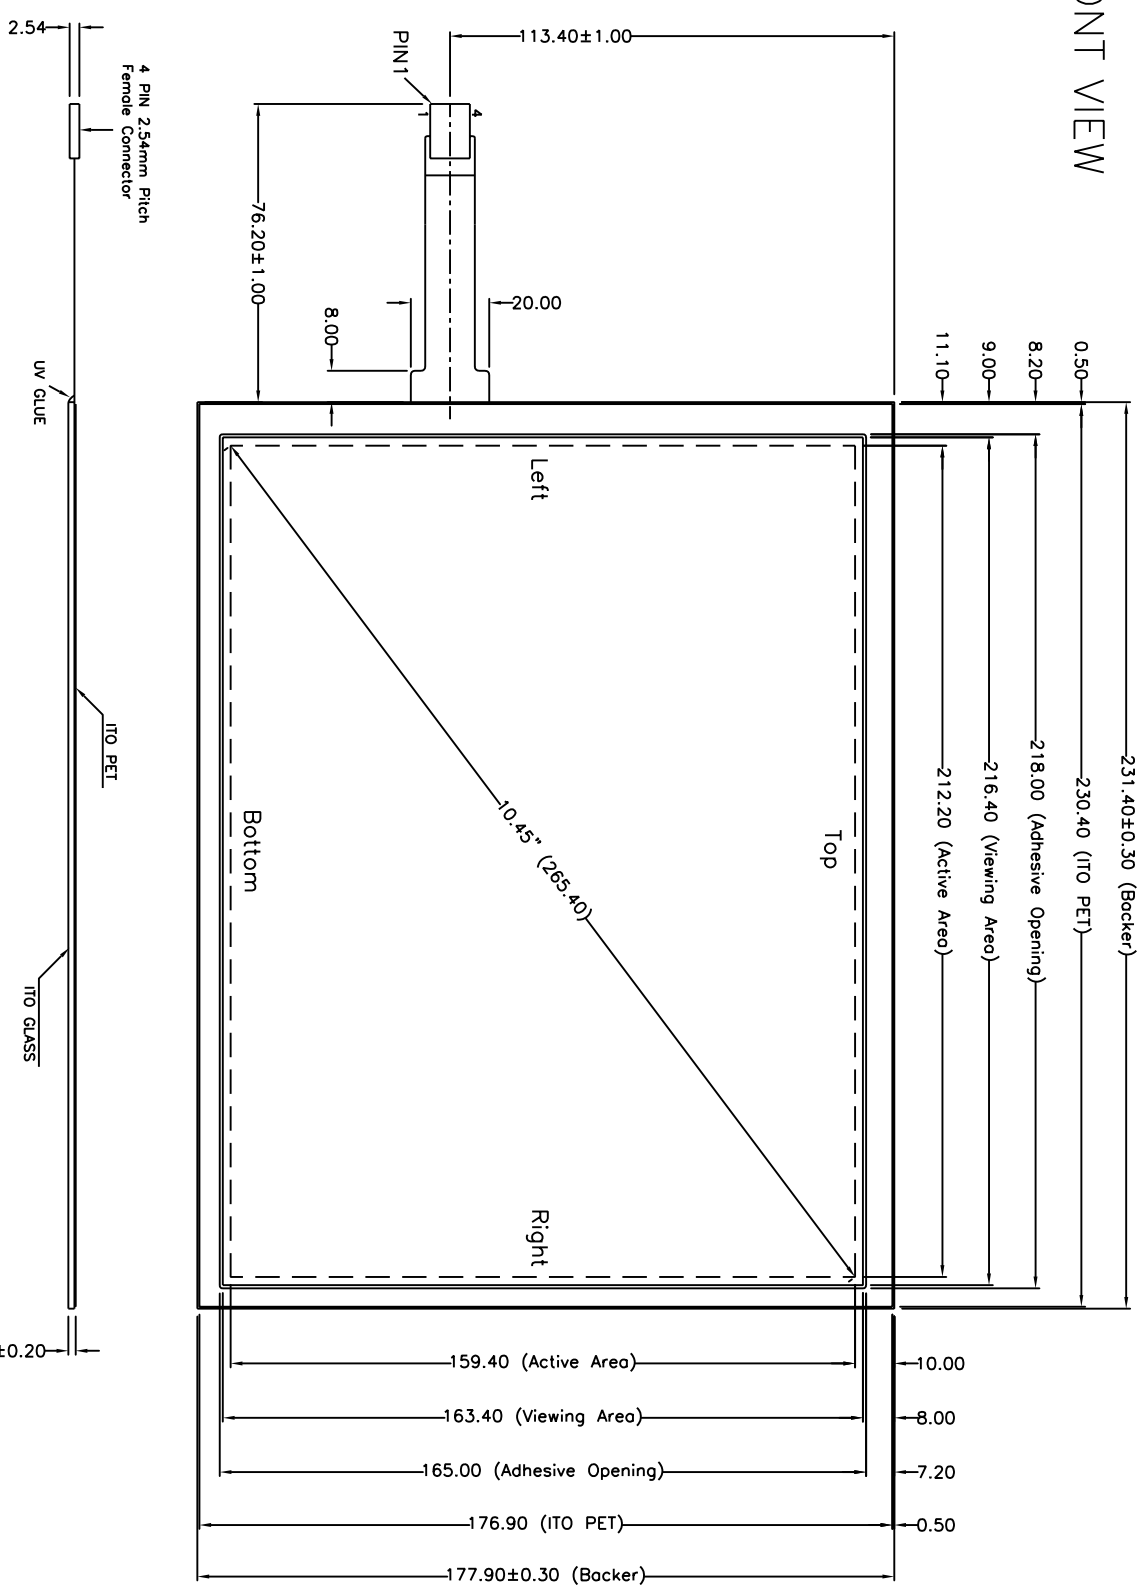 ONT VIEW
2.54
4 PIN 2.54mm Pitch
Female Connector
PIN1
1
4
113.40±1.00
76.20±1.00
8.00
20.00
11.10
9.00
8.20
0.50
231.40±0.30 (Backer)
230.40 (ITO PET)
218.00 (Adhesive Opening)
216.40 (Viewing Area)
212.20 (Active Area)
Left
Top
Bottom
Right
10.45" (265.40)
UV GLUE
ITO PET
ITO GLASS
±0.20
159.40 (Active Area)
10.00
163.40 (Viewing Area)
8.00
165.00 (Adhesive Opening)
7.20
176.90 (ITO PET)
0.50
177.90±0.30 (Backer)